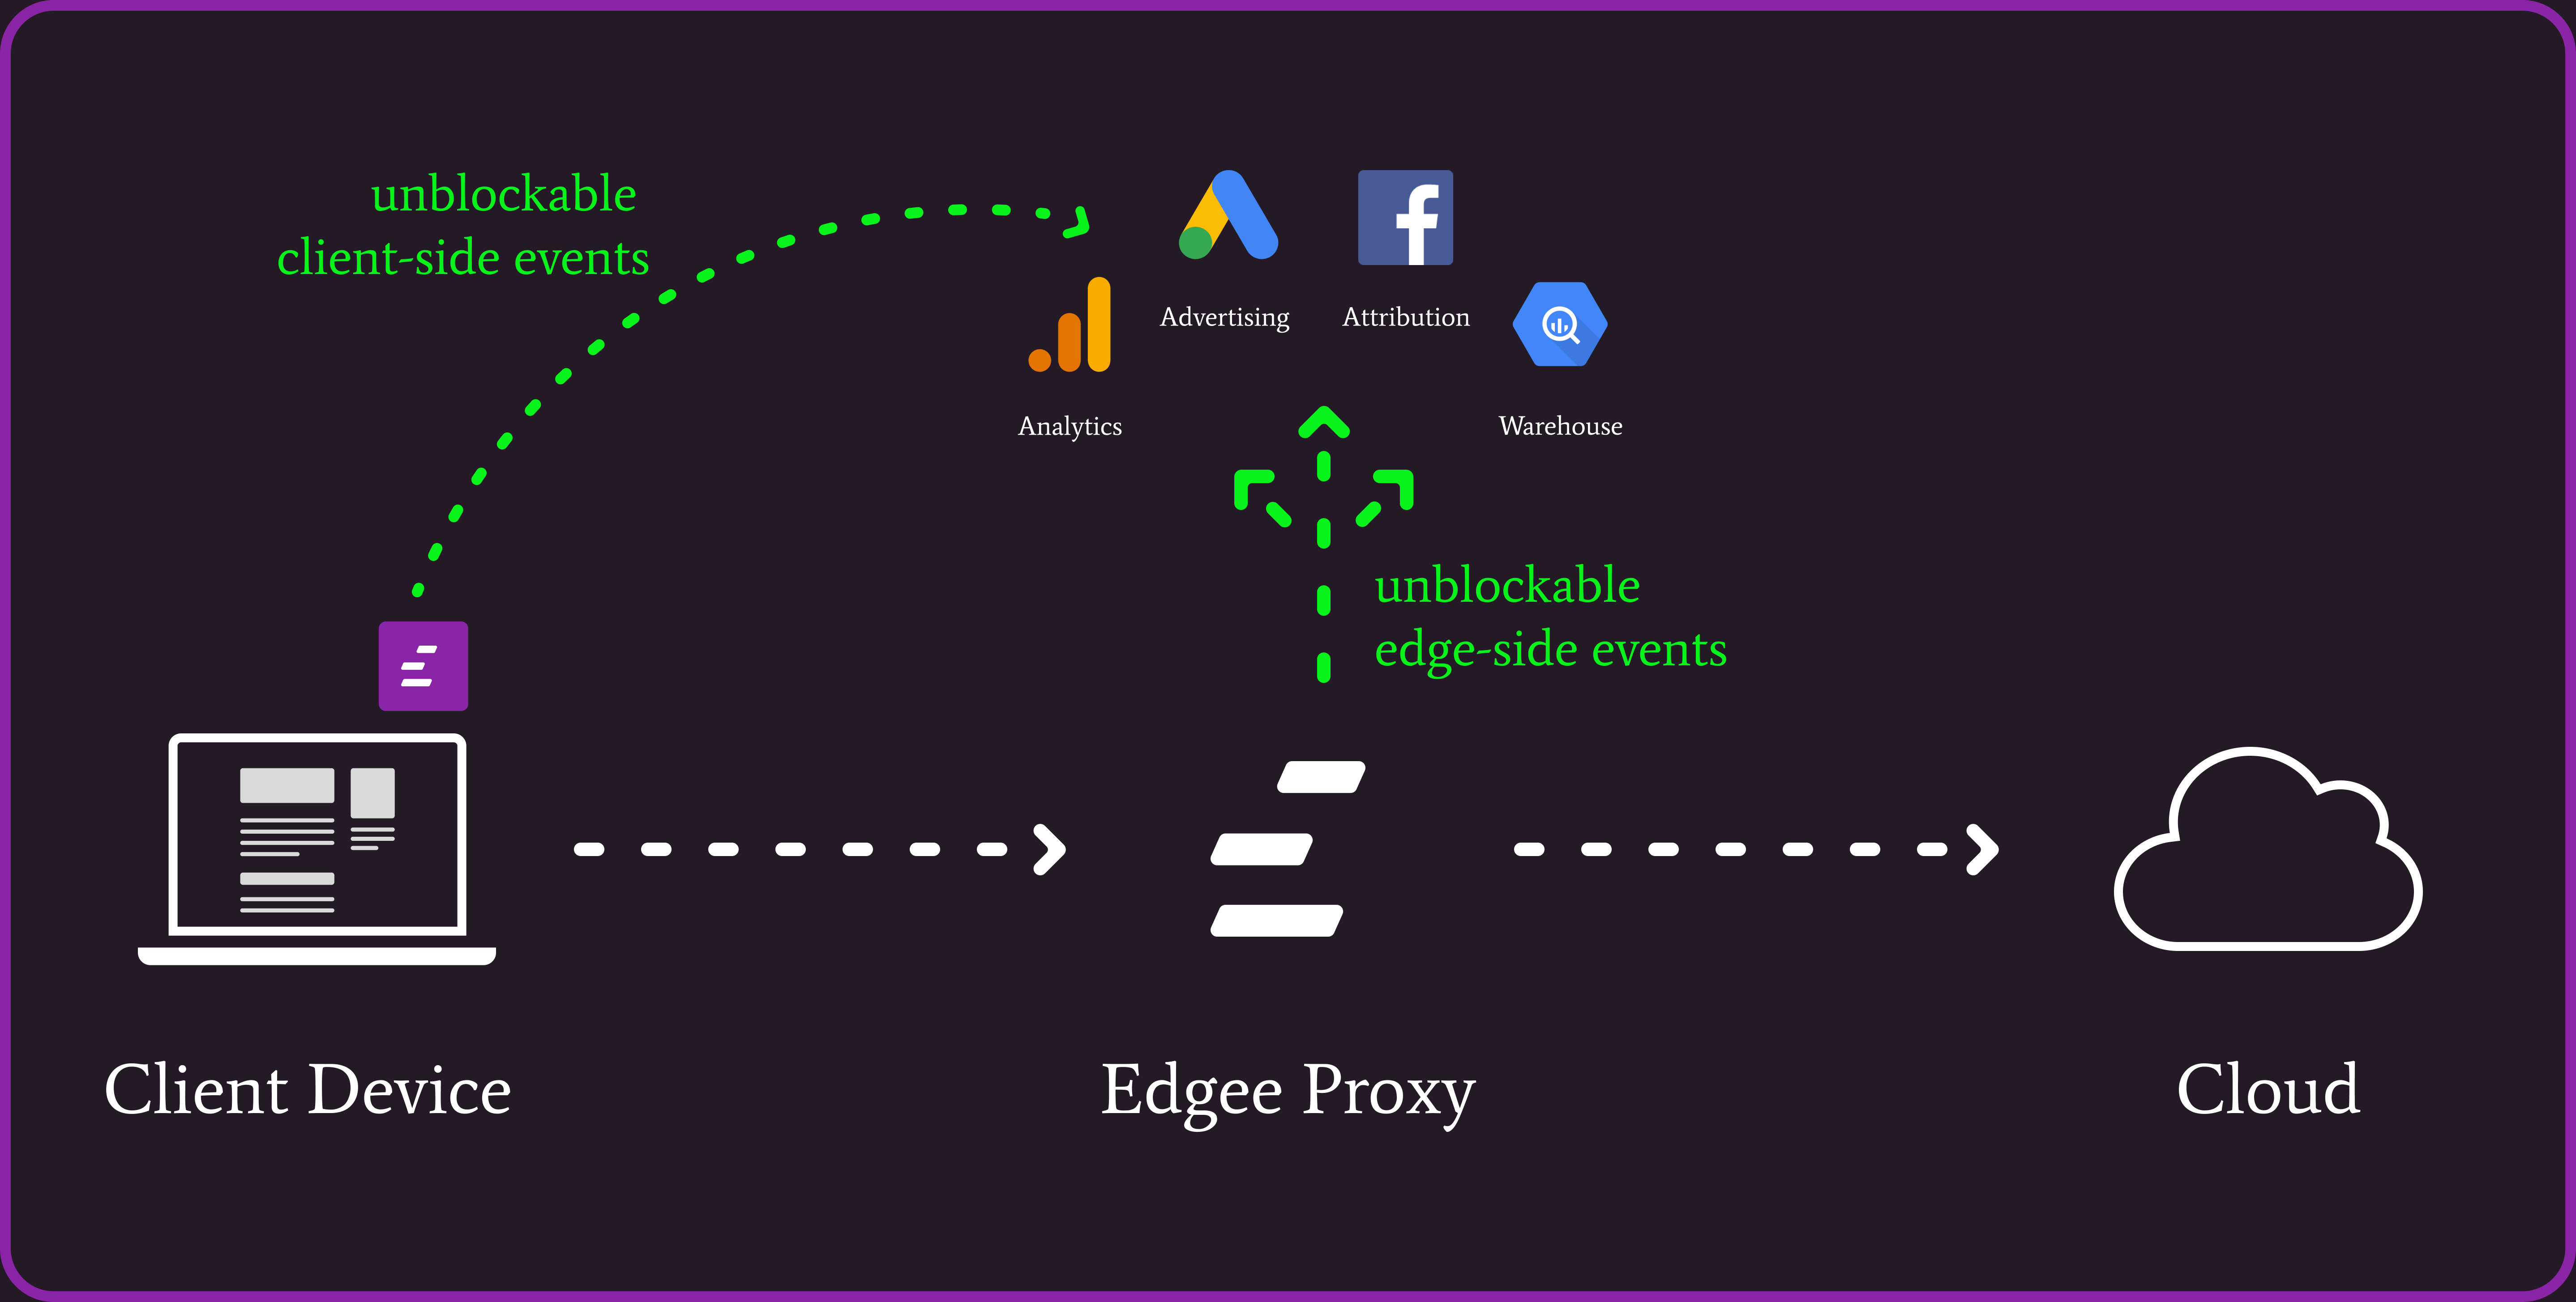 unblockable
client-side events
Advertising
Attribution
Analytics
Warehouse
unblockable
edge-side events
Client Device
Edgee Proxy
Cloud